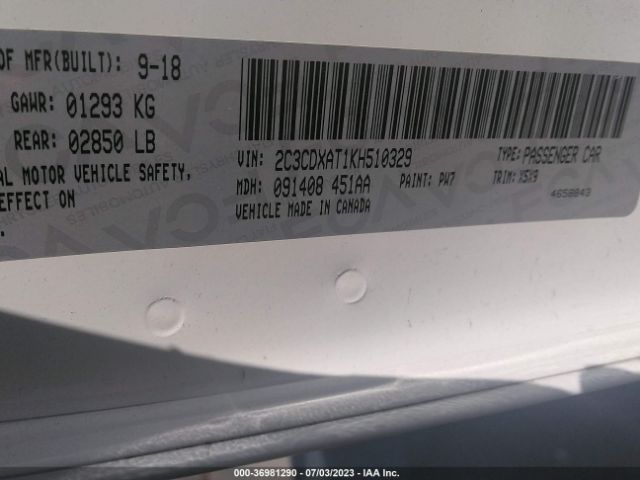 OF MFR(BUILT): 9-18
GAWR: 01293 KG
REAR: 02850 LB
AL MOTOR VEHICLE SAFETY,
EFFECT ON
VIN: 2C3CDXAT1KH510329
TYPE: PASSENGER CAR
MDH: 091408 451AA
PAINT: PW7
TRIM: X5X9
VEHICLE MADE IN CANADA
4658843
000-36981290 - 07/03/2023 - IAA Inc.